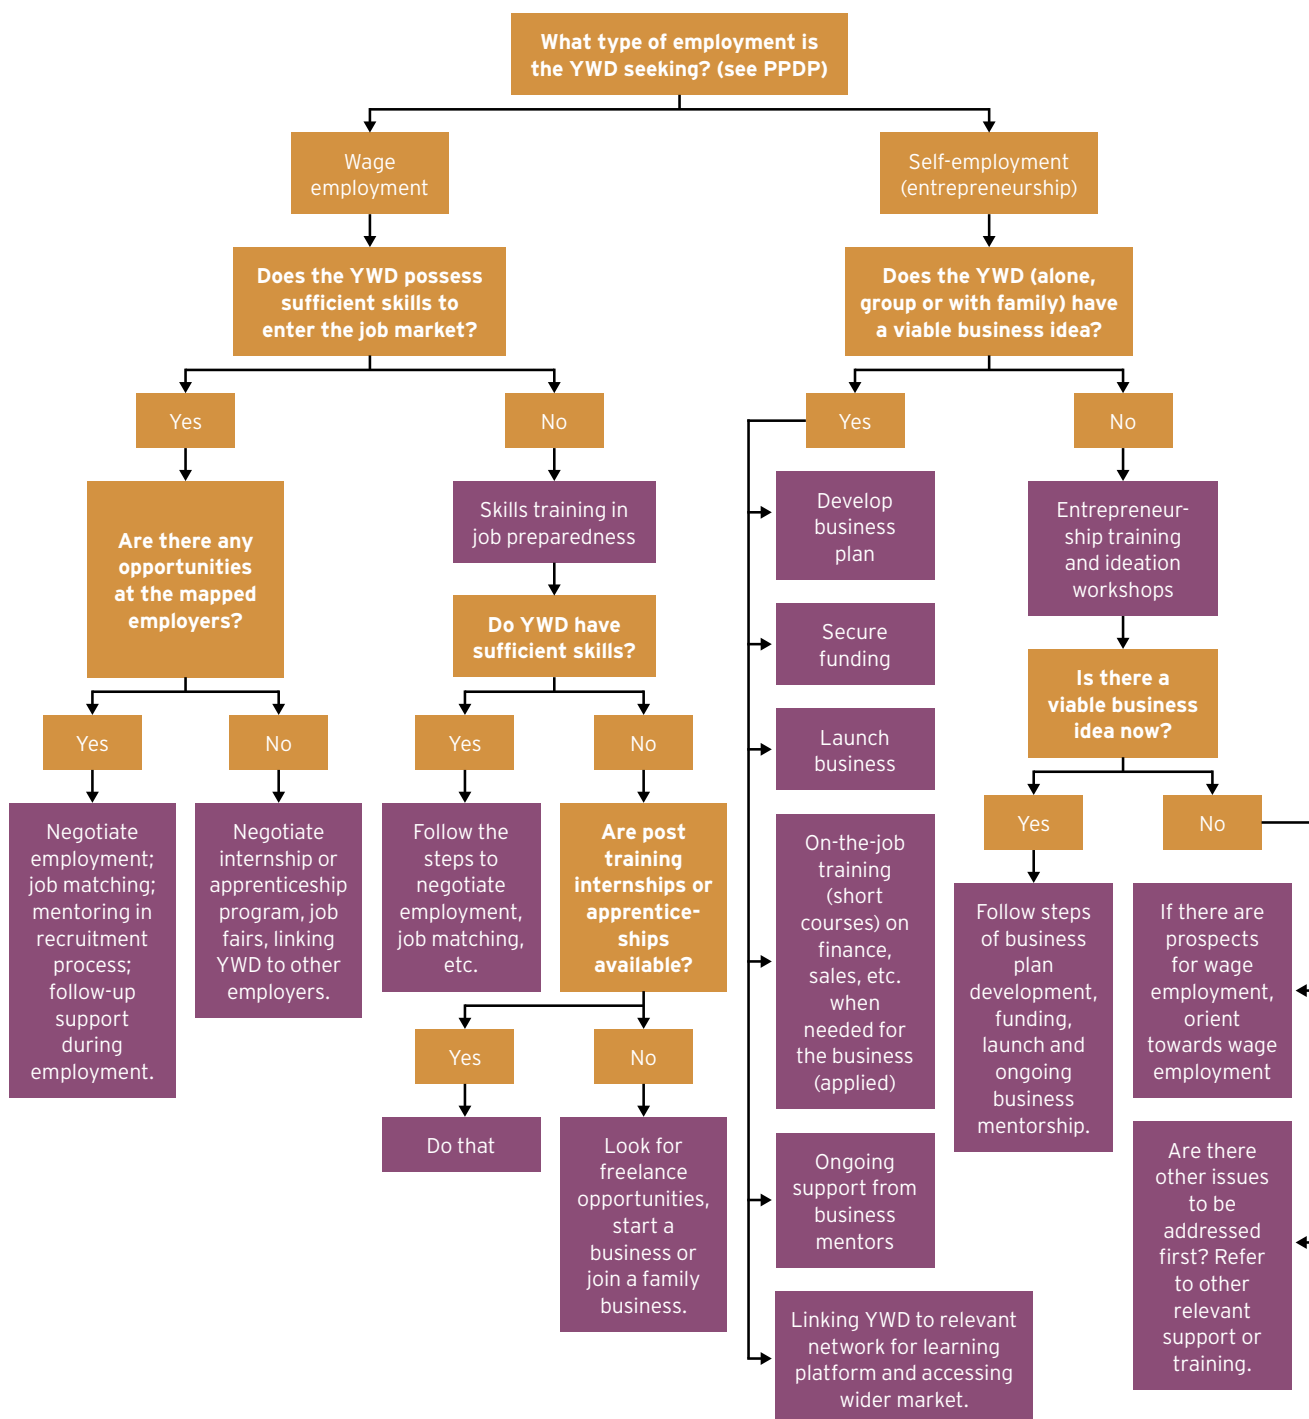 What type of employment is
the YWD seeking? (see PPDP)
Wage
employment
Self-employment
(entrepreneurship)
Does the YWD possess
sufficient skills to
enter the job market?
Does the YWD (alone,
group or with family) have
a viable business idea?
Yes
No
Yes
No
Are there any
opportunities
at the mapped
employers?
Skills training in
job preparedness
Do YWD have
sufficient skills?
Yes
No
Yes
No
Negotiate
employment;
job matching;
mentoring in
recruitment
process;
follow-up
support
during
employment.
Negotiate
internship or
apprenticeship
program, job
fairs, linking
YWD to other
employers.
Follow the
steps to
negotiate
employment,
job matching,
etc.
Are post
training
internships or
apprentice-
ships
available?
Yes
No
Do that
Look for
freelance
opportunities,
start a
business or
join a family
business.
Develop
business
plan
Secure
funding
Launch
business
On-the-job
training
(short
courses) on
finance,
sales, etc.
when
needed for
the business
(applied)
Ongoing
support from
business
mentors
Linking YWD to relevant
network for learning
platform and accessing
wider market.
Entrepreneur-
ship training
and ideation
workshops
Is there a
viable business
idea now?
Yes
No
Follow steps
of business
plan
development,
funding,
launch and
ongoing
business
mentorship.
If there are
prospects
for wage
employment,
orient
towards wage
employment
Are there
other issues
to be
addressed
first? Refer
to other
relevant
support or
training.